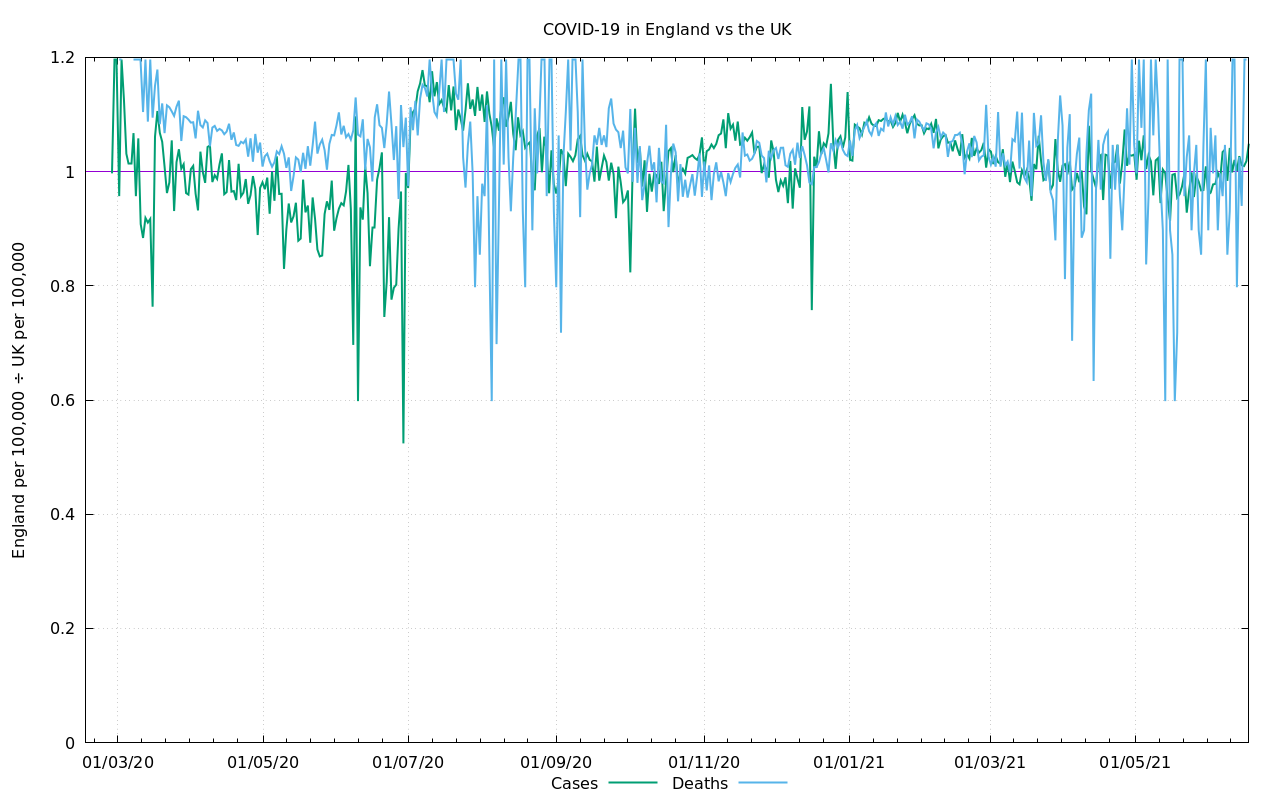 COVID-19 in England vs the UK
England per 100,000 ÷ UK per 100,000
1.2
1
0.8
0.6
0.4
0.2
0
01/03/20 01/05/20 01/07/20 01/09/20 01/11/20 01/01/21 01/03/21 01/05/21
Cases Deaths